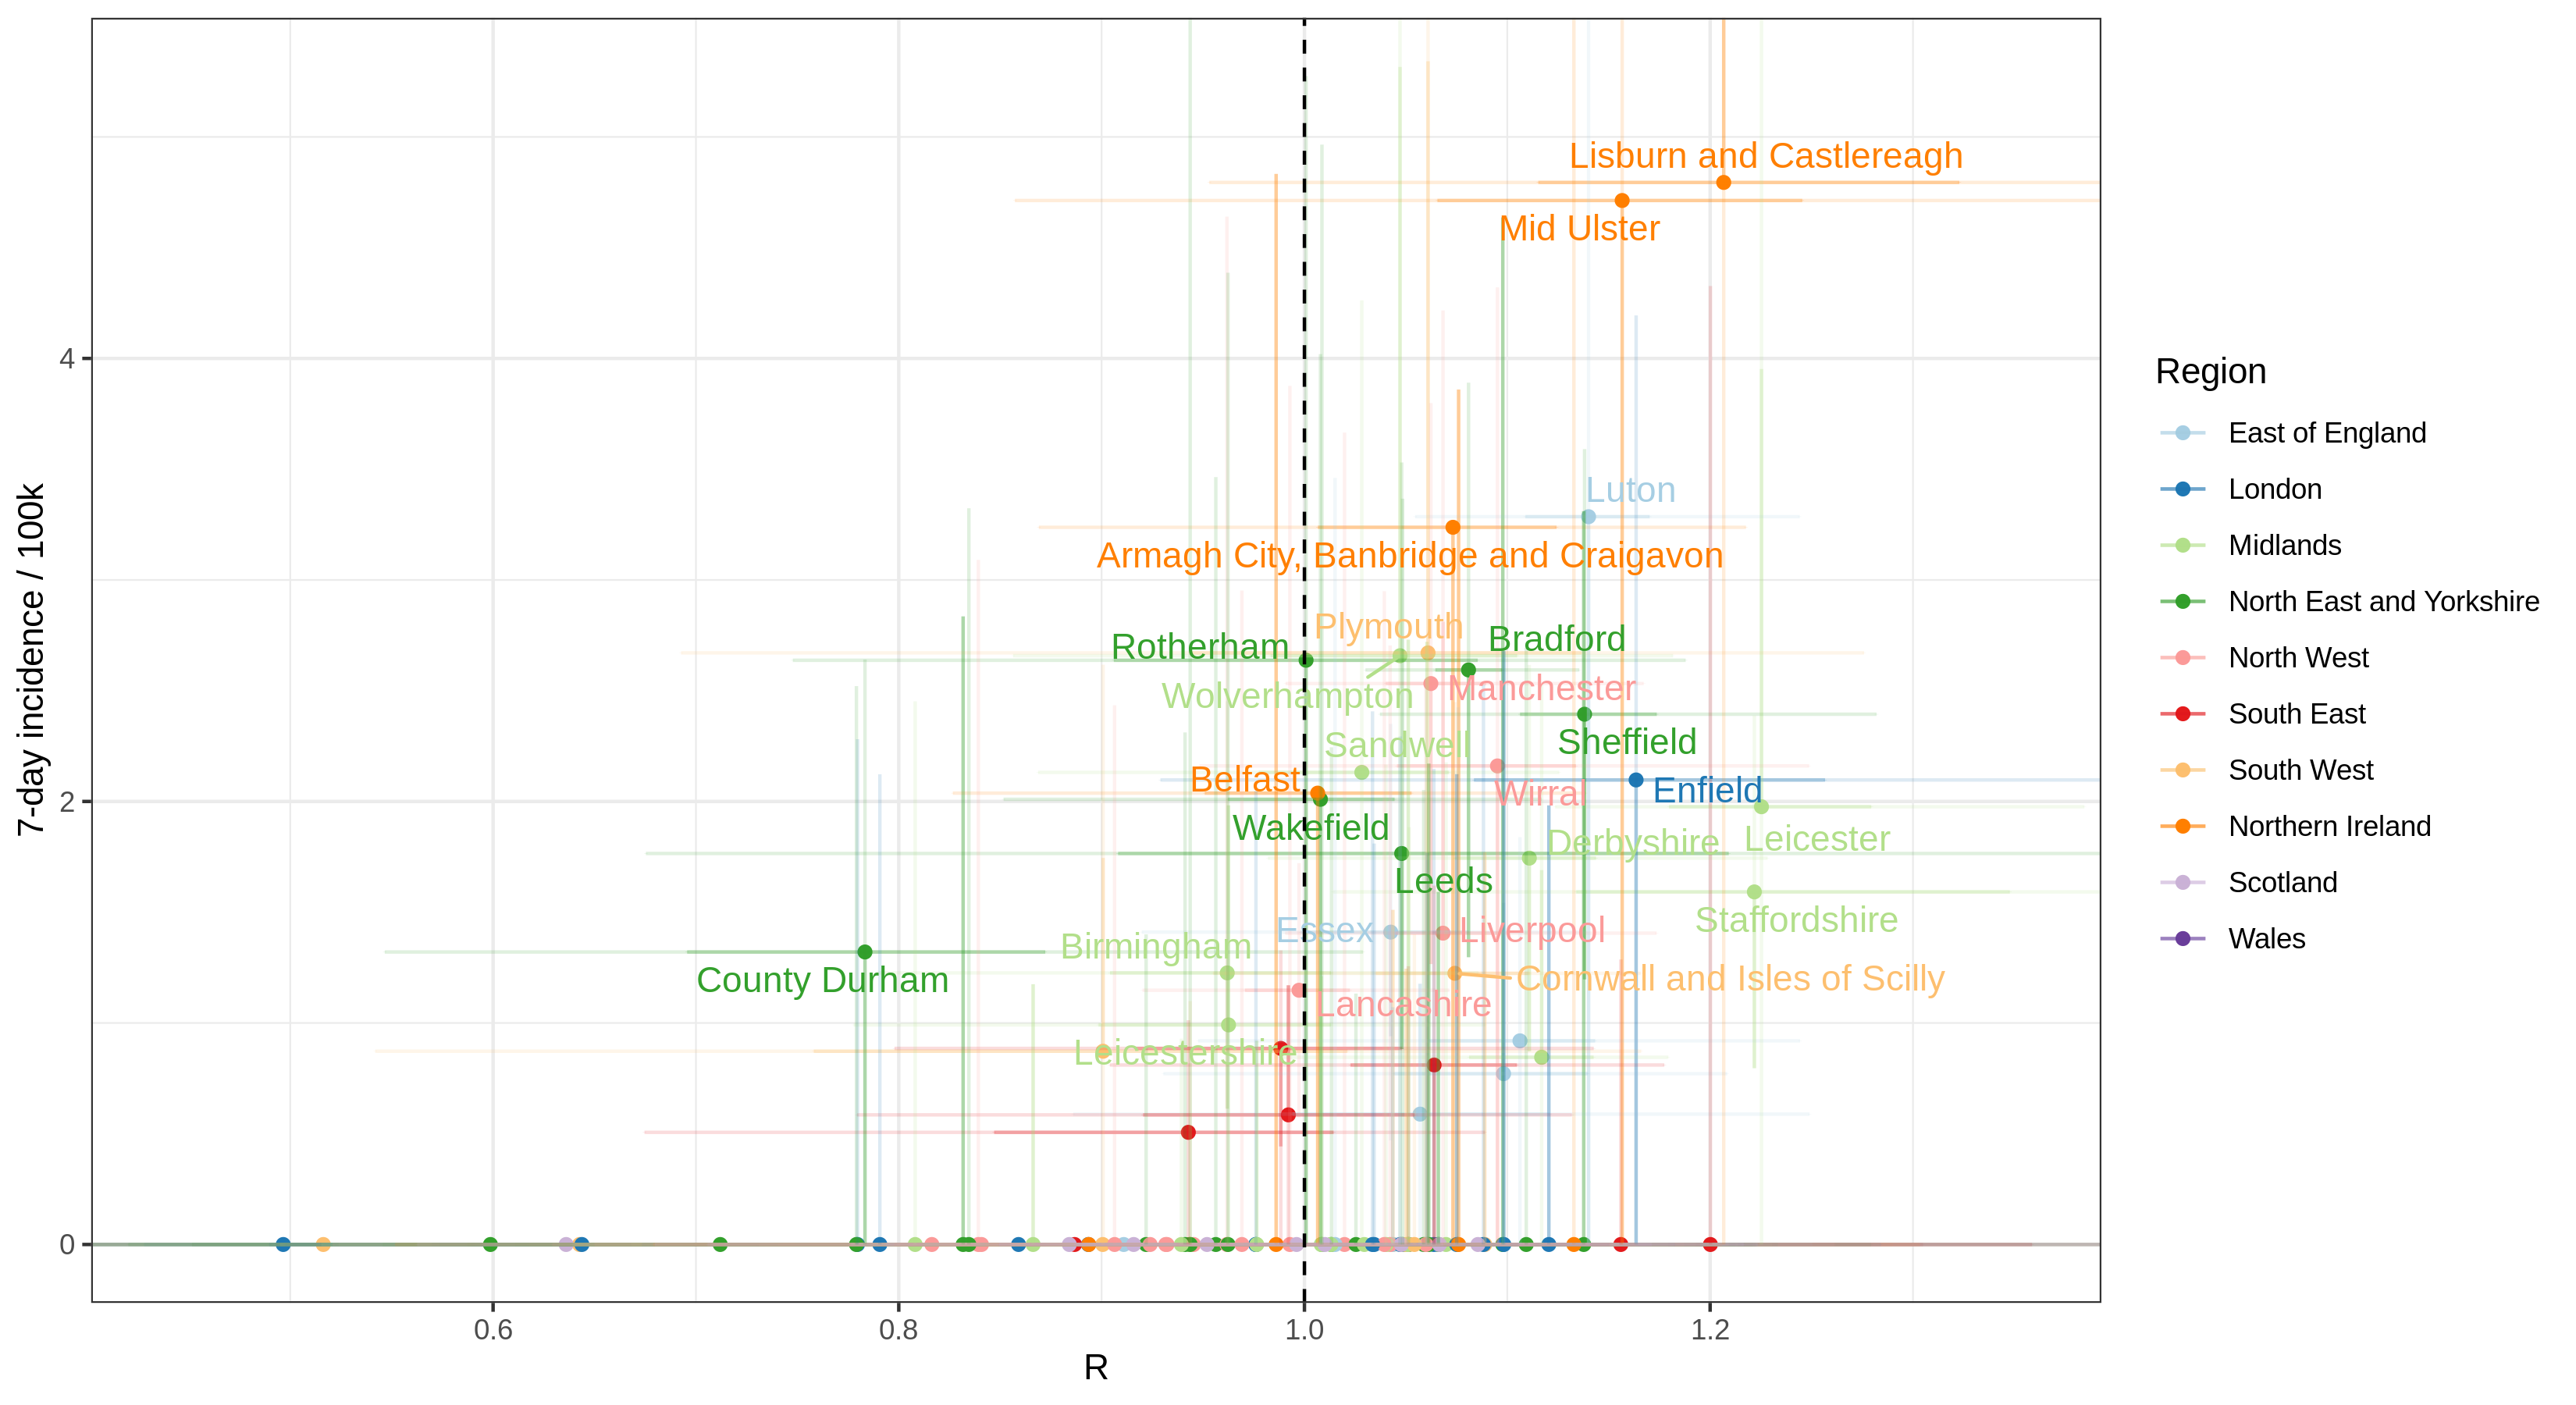 Lisburn and Castlereagh
Mid Ulster
4
Luton
Armagh City, Banbridge and Craigavon
Plymouth
Bradford
Rotherham
Wolverhampton
Manchester
Sandwell
Sheffield
Belfast
Wirral
Enfield
2
Wakefield
Derbyshire
Leicester
Leeds
Staffordshire
Essex
Liverpool
Birmingham
County Durham
Cornwall and Isles of Scilly
Lancashire
Leicestershire
0
0.6
0.8
1.0
1.2
R
7-day incidence / 100k
Region
East of England
London
Midlands
North East and Yorkshire
North West
South East
South West
Northern Ireland
Scotland
Wales